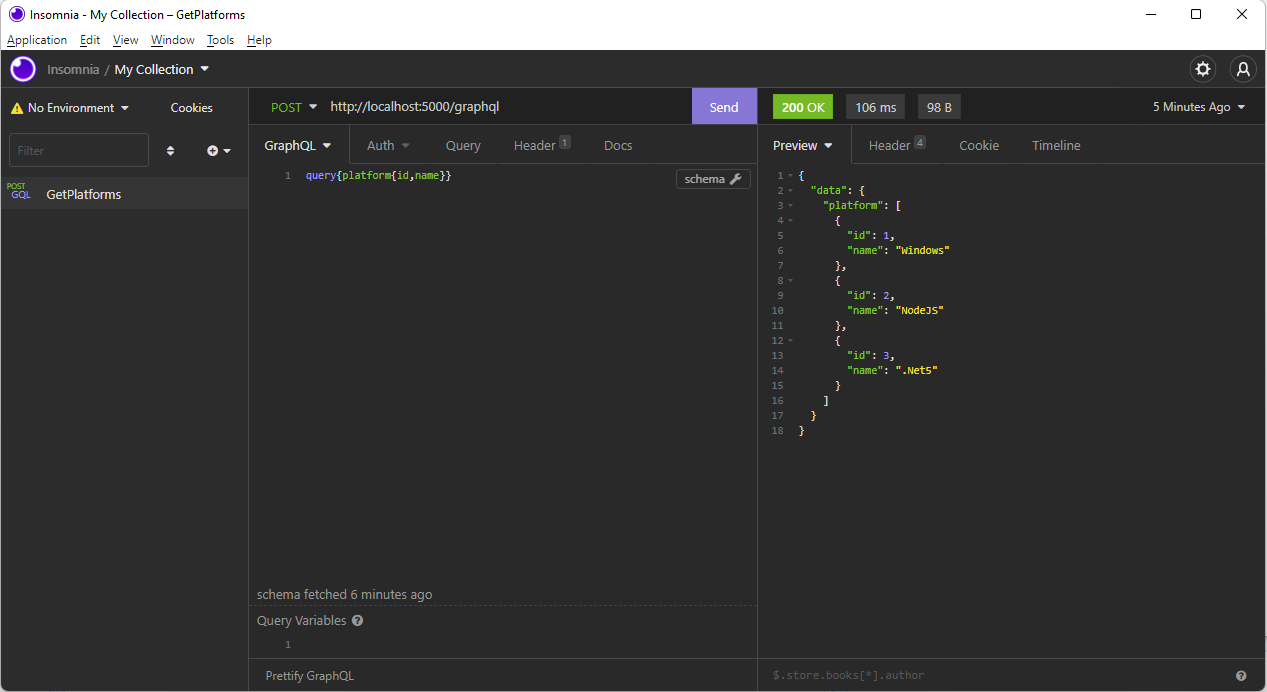 Insomnia - My Collection – GetPlatforms
Application Edit View Window Tools Help
Insomnia / My Collection
No Environment Cookies
Filter
POST GQL GetPlatforms
POST http://localhost:5000/graphql Send
GraphQL Auth Query Header 1 Docs
1 query{platform{id,name}}
schema
schema fetched 6 minutes ago
Query Variables ?
1
Prettify GraphQL
200 OK 106 ms 98 B 5 Minutes Ago
Preview Header 4 Cookie Timeline
1 {
2 "data": {
3 "platform": [
4 {
5 "id": 1,
6 "name": "Windows"
7 },
8 {
9 "id": 2,
10 "name": "NodeJS"
11 },
12 {
13 "id": 3,
14 "name": ".Net5"
15 }
16 ]
17 }
18 }
$.store.books[*].author ?